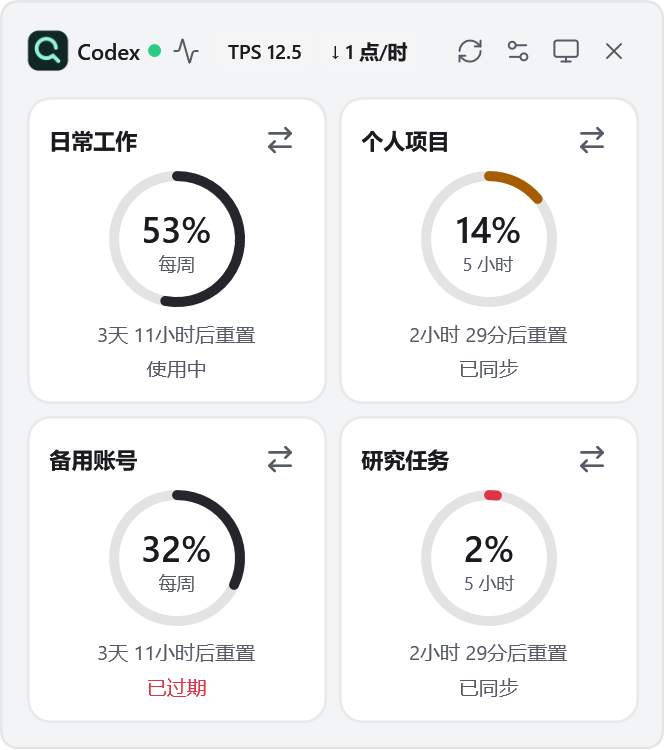 Codex TPS 12.5 ↓1 点/时
日常工作
53%
每周
3天 11小时后重置
使用中
个人项目
14%
5 小时
2小时 29分后重置
已同步
备用账号
32%
每周
3天 11小时后重置
已过期
研究任务
2%
5 小时
2小时 29分后重置
已同步